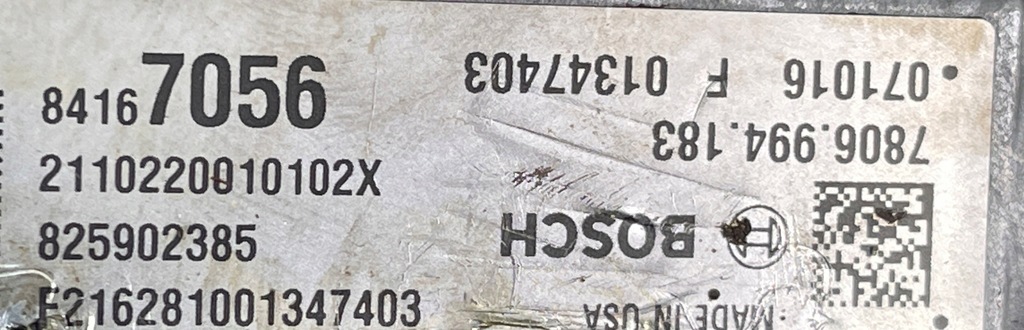 84167056
2110220010102X
825902385
F216281001347403
071016 F 01347403
7806.994.183
BOSCH
MADE IN USA